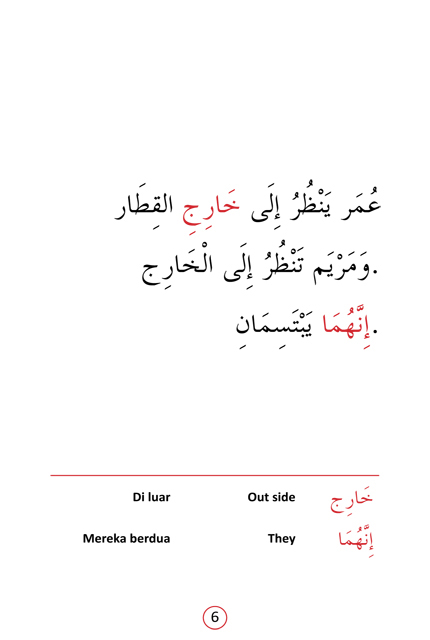 عُمَر يَنْظُرُ إِلَى خَارِجِ القِطَار
.وَمَرْيَم تَنْظُرُ إِلَى الْخَارِج
.إِنَّهُمَا يَبْتَسِمَانِ
خَارِج Out side Di luar
إِنَّهُمَا They Mereka berdua
6